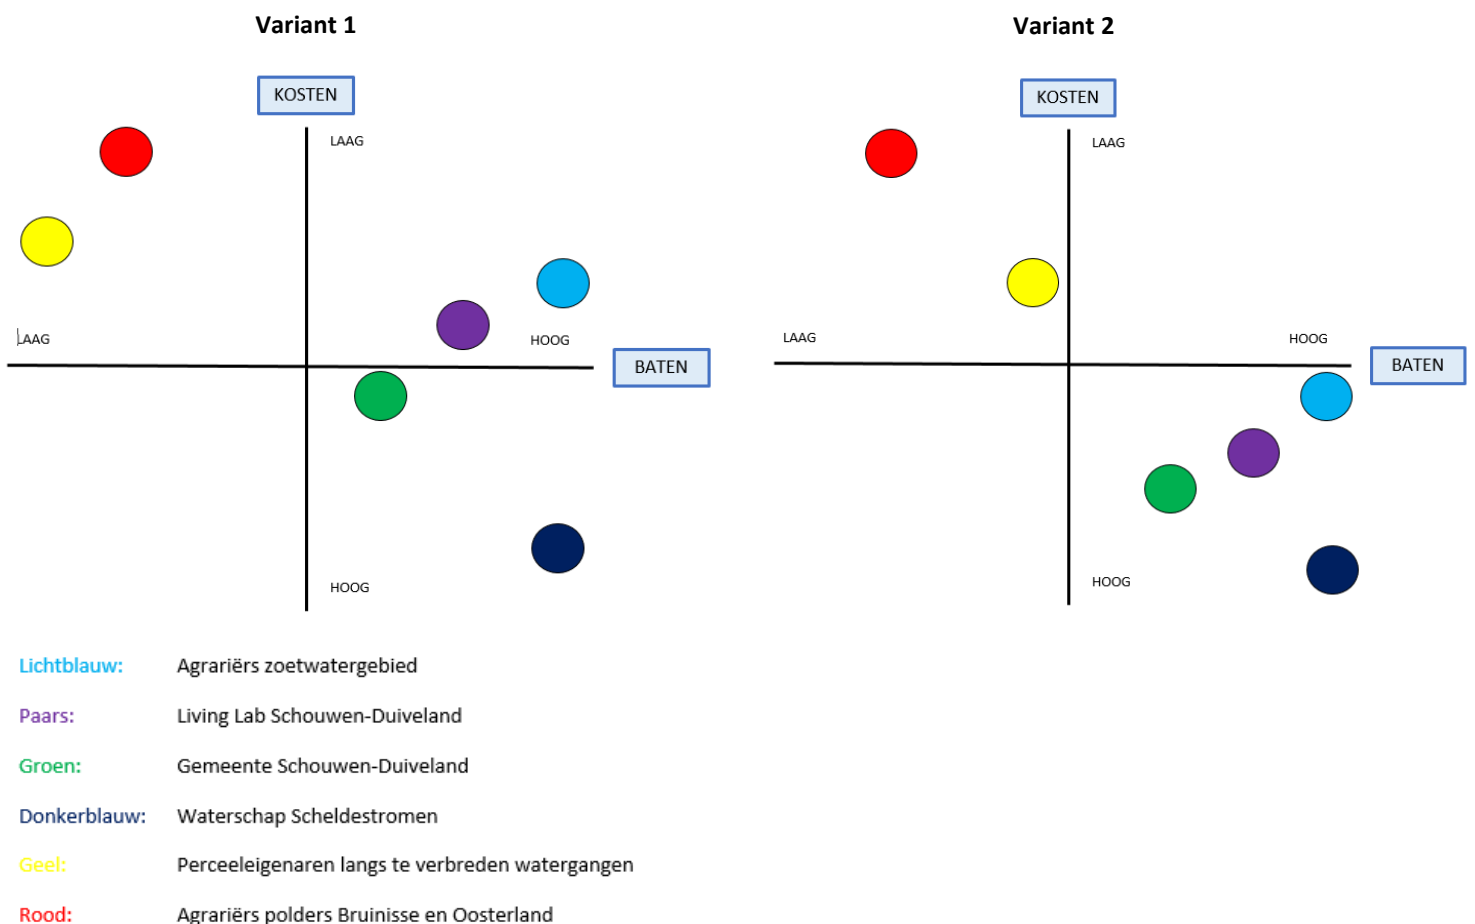 Variant 1
Variant 2
KOSTEN
KOSTEN
LAAG
LAAG
LAAG
HOOG
LAAG
HOOG
BATEN
BATEN
HOOG
HOOG
Lichtblauw: Agrariërs zoetwatergebied
Paars: Living Lab Schouwen-Duiveland
Groen: Gemeente Schouwen-Duiveland
Donkerblauw: Waterschap Scheldestromen
Geel: Perceeleigenaren langs te verbreden watergangen
Rood: Agrariërs polders Bruinisse en Oosterland